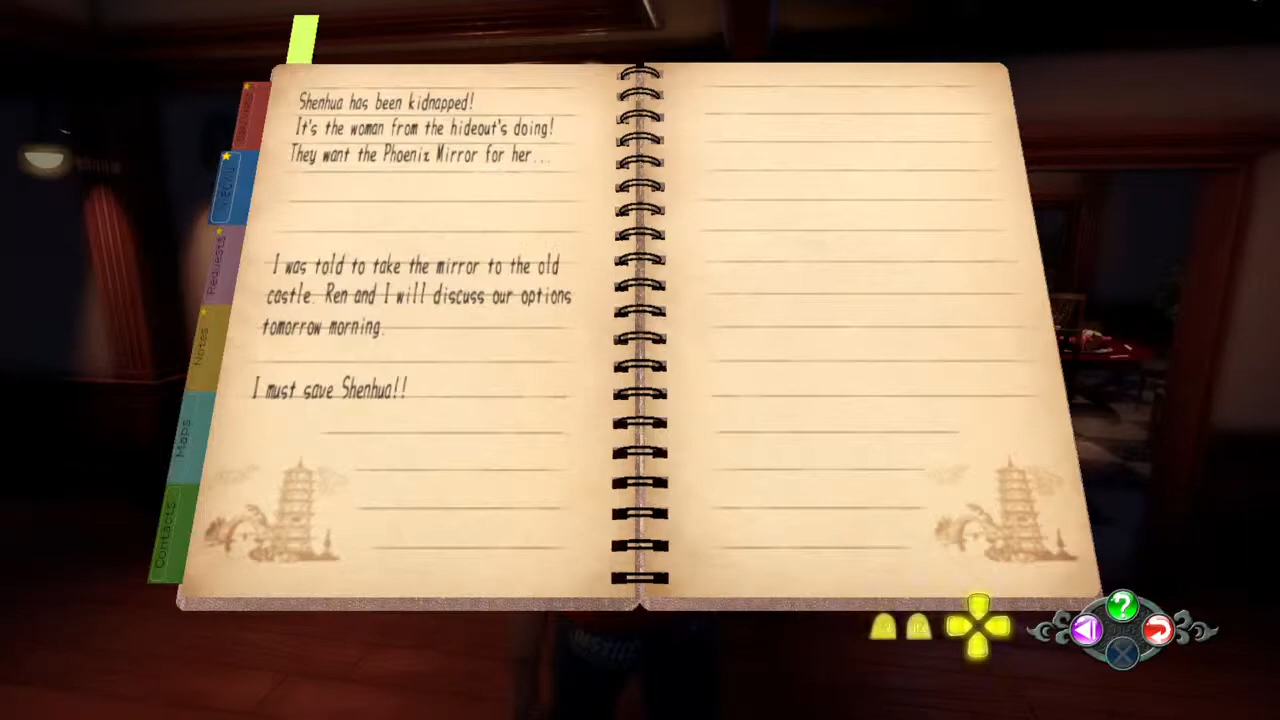 Shenhua has been kidnapped!
It's the woman from the hideout's doing!
They want the Phoenix Mirror for her...
I was told to take the mirror to the old
castle. Ren and I will discuss our options
tomorrow morning.
I must save Shenhua!!
Requests
Notes
Maps
Contacts
?